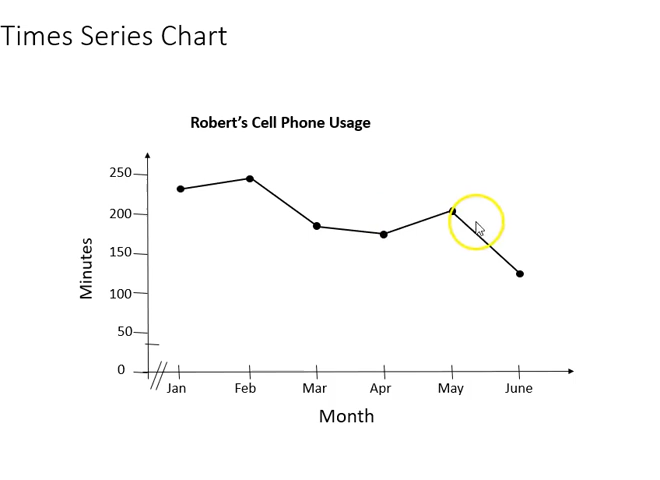 Times Series Chart
Robert's Cell Phone Usage
250
200
150
100
50
0
Minutes
Jan Feb Mar Apr May June
Month